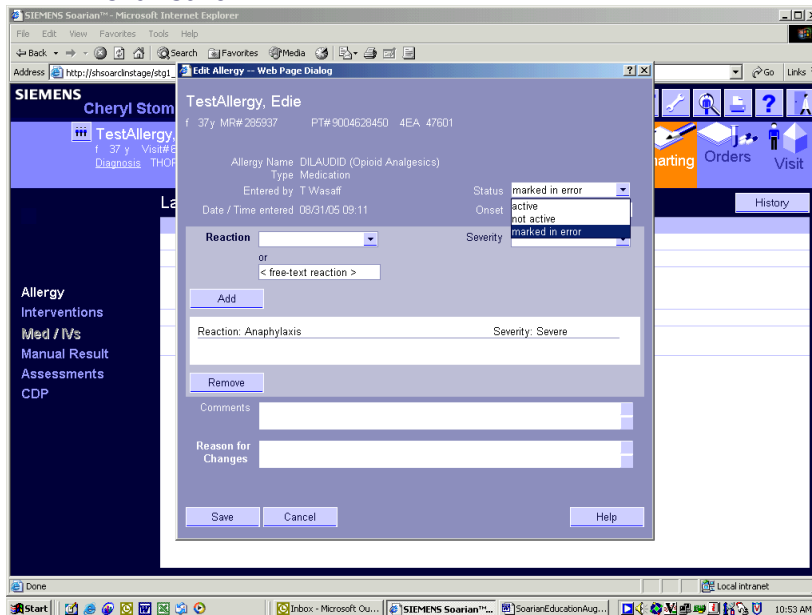 SIEMENS Soarian™ - Microsoft Internet Explorer
File Edit View Favorites Tools Help
Back Search Favorites Media
Address http://shsoarclinstage/stg1_ Go Links
Edit Allergy -- Web Page Dialog
SIEMENS
Cheryl Stom
TestAllergy,
f 37 y Visit#6
Diagnosis THOR
arting Orders Visit
La
History
Allergy
Interventions
Med / IVs
Manual Result
Assessments
CDP
TestAllergy, Edie
f 37 y MR# 285937 PT# 9004628450 4EA 47601
Allergy Name DILAUDID (Opioid Analgesics)
Type Medication
Entered by T Wasaff Status marked in error
Date / Time entered 08/31/05 09:11 Onset
active
not active
marked in error
Reaction Severity
or
< free-text reaction >
Add
Reaction: Anaphylaxis Severity: Severe
Remove
Comments
Reason for
Changes
Save Cancel Help
Done Local intranet
Start Inbox - Microsoft Ou... SIEMENS Soarian™... SoarianEducationAug... 10:53 AM